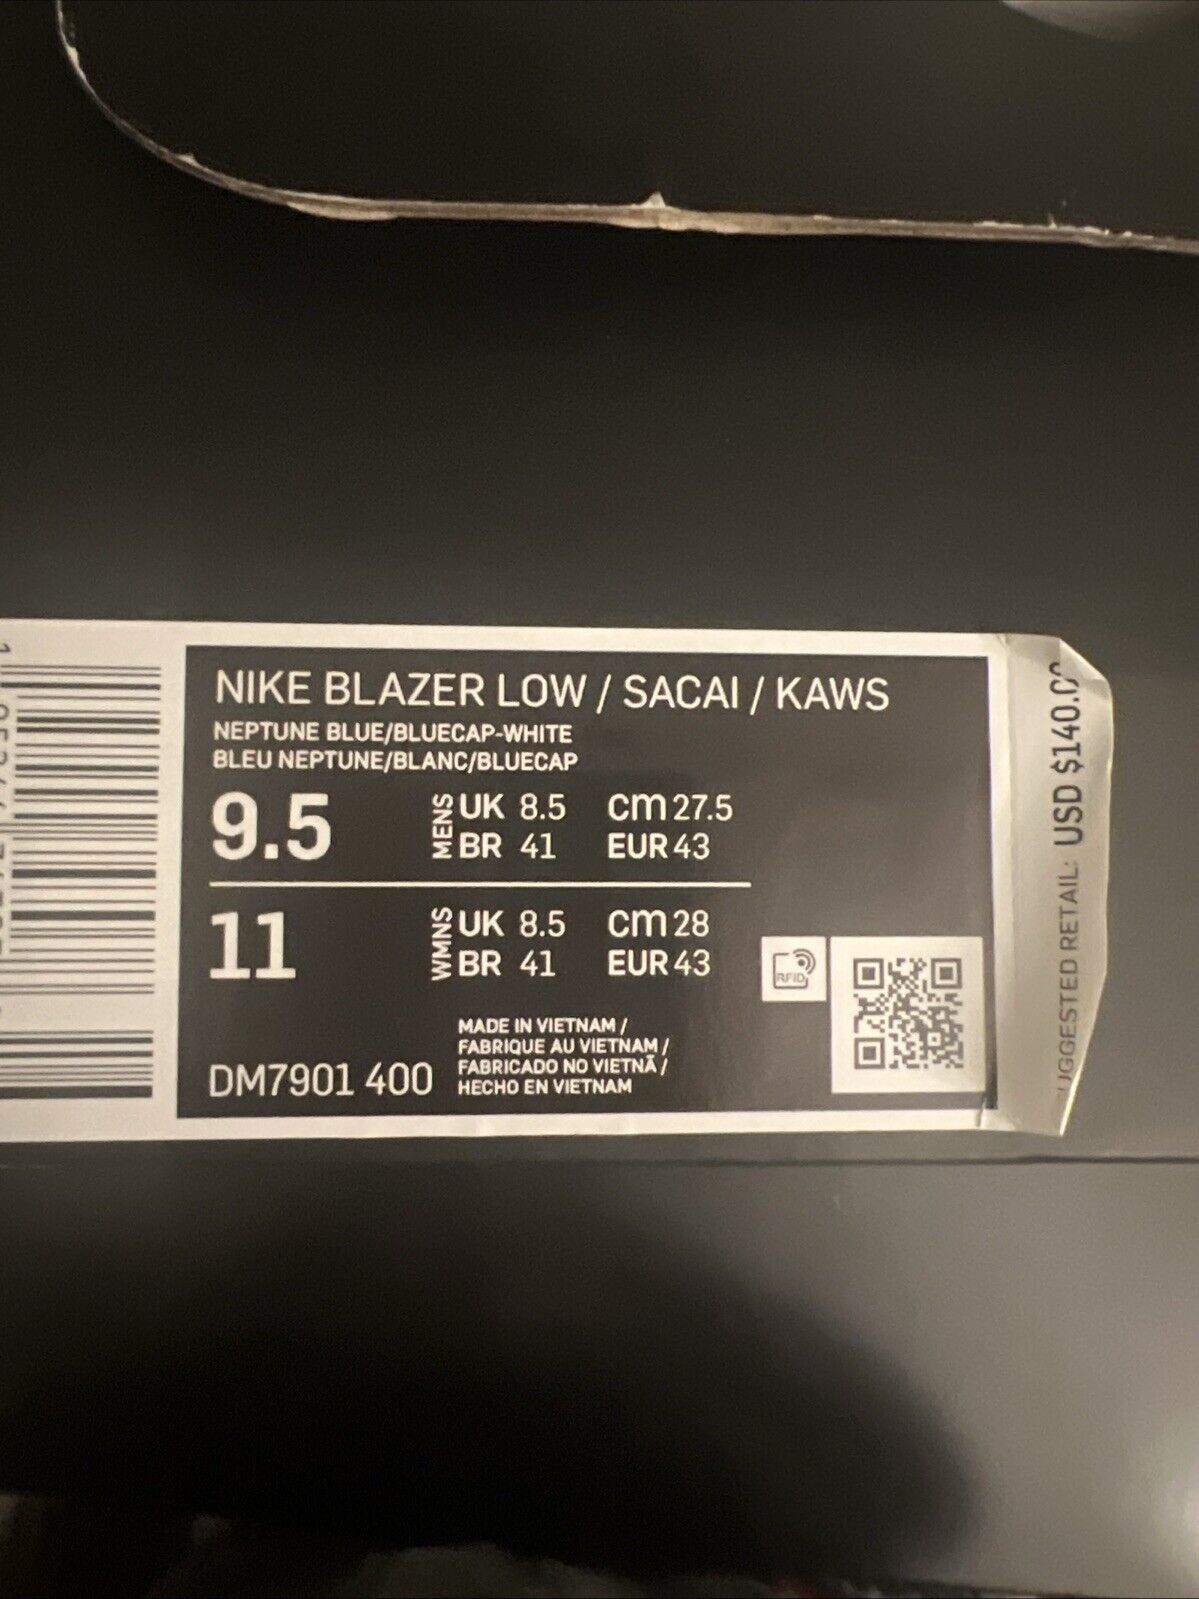 NIKE BLAZER LOW / SACAI / KAWS
NEPTUNE BLUE/BLUECAP-WHITE
BLEU NEPTUNE/BLANC/BLUECAP
9.5 MENS UK 8.5 cm 27.5
BR 41 EUR 43
11 WMNS UK 8.5 cm 28
BR 41 EUR 43
RFID
MADE IN VIETNAM /
FABRIQUE AU VIETNAM /
FABRICADO NO VIETNÃ /
HECHO EN VIETNAM
DM7901 400
UGGESTED RETAIL: USD $140.0